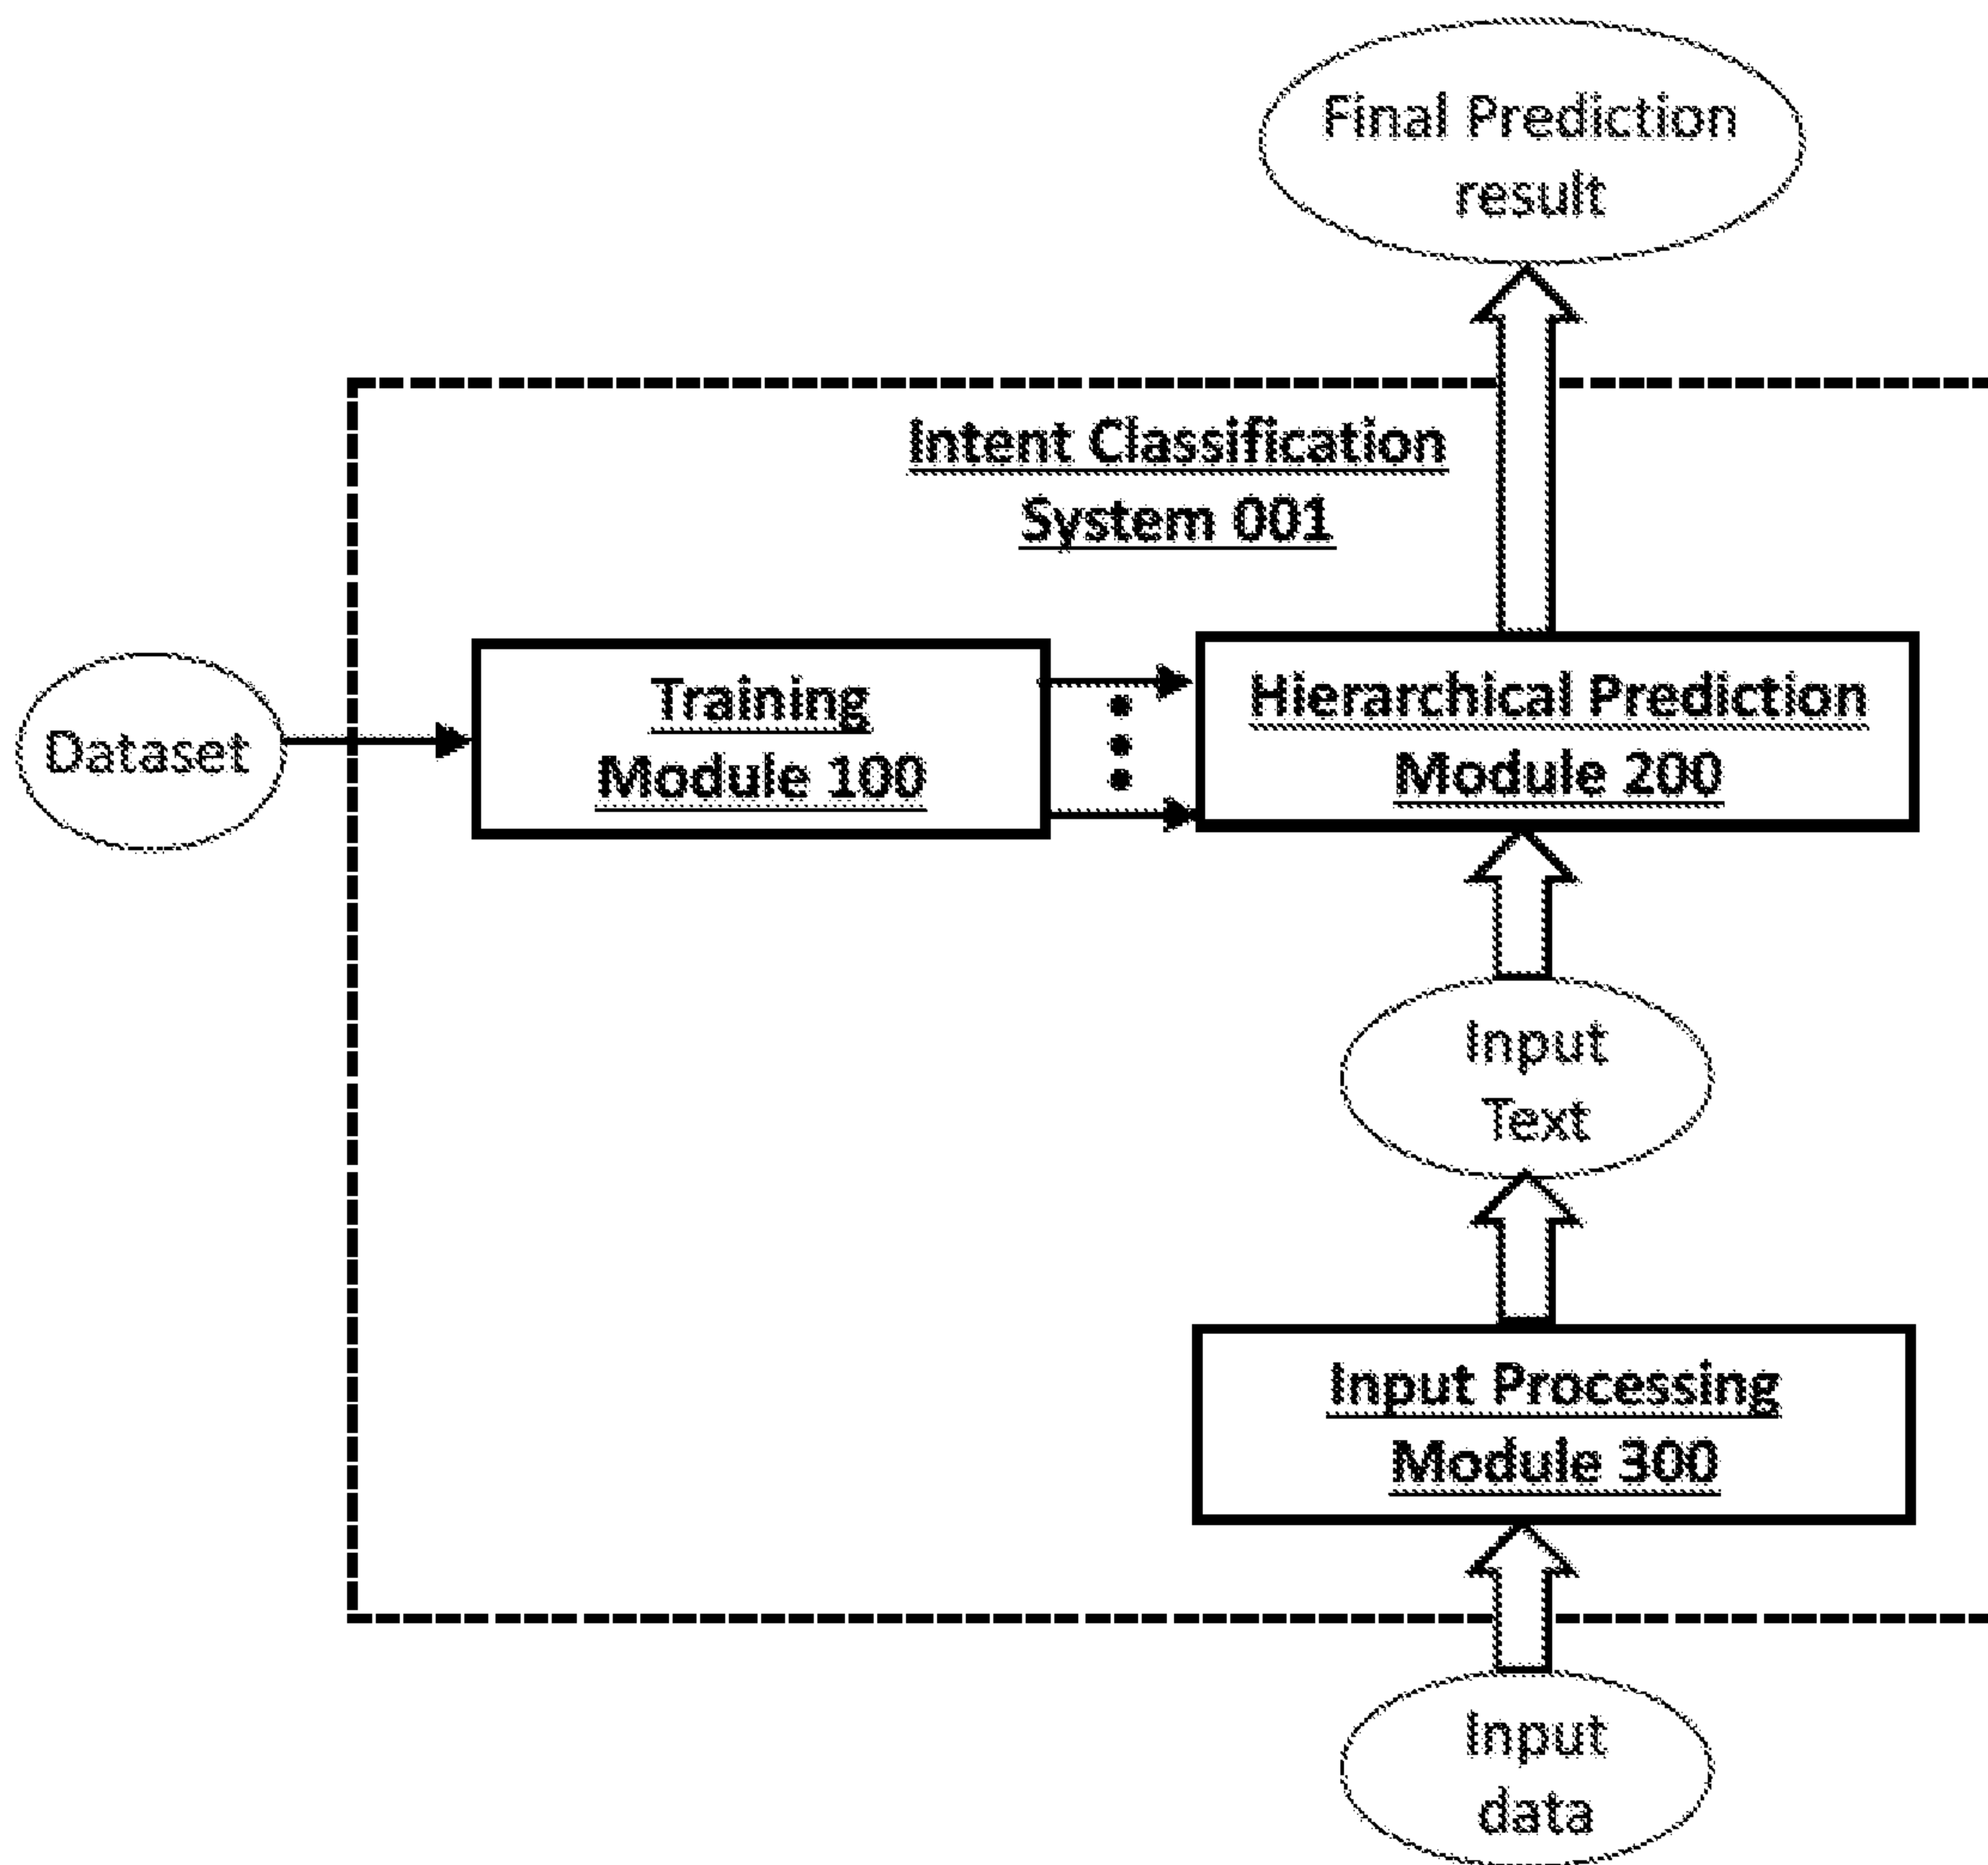 Final Prediction
result
Intent Classification
System 001
Dataset
Training
Module 100
Hierarchical Prediction
Module 200
Input
Text
Input Processing
Module 300
Input
data